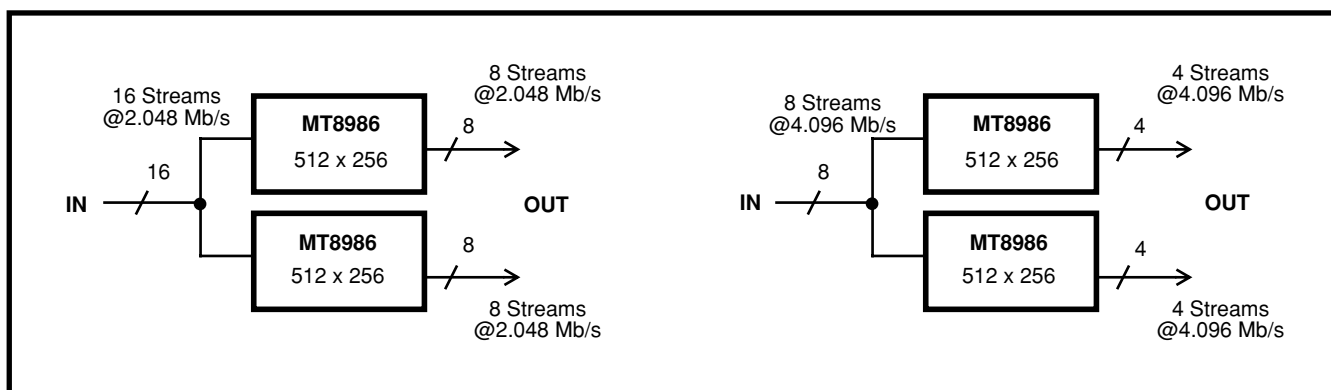 16 Streams
@2.048 Mb/s
8 Streams
@2.048 Mb/s
MT8986
512 x 256
8
16
IN
OUT
MT8986
512 x 256
8
8 Streams
@2.048 Mb/s
8 Streams
@4.096 Mb/s
4 Streams
@4.096 Mb/s
MT8986
512 x 256
4
8
IN
OUT
MT8986
512 x 256
4
4 Streams
@4.096 Mb/s